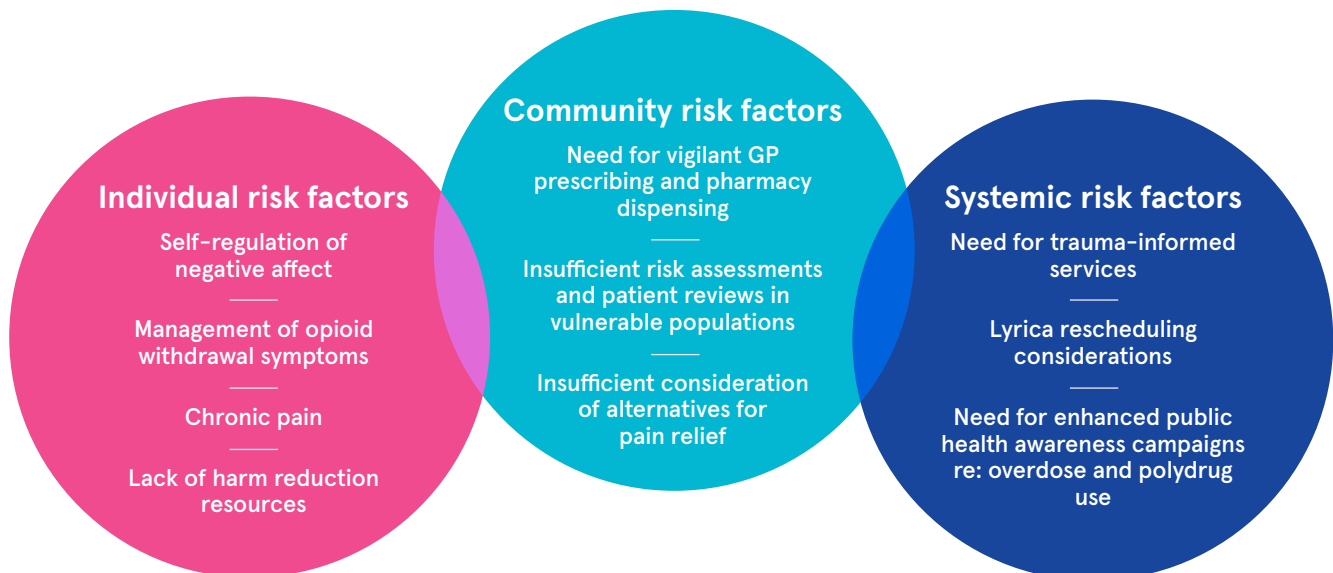 Individual risk factors
Self-regulation of
negative affect
Management of opioid
withdrawal symptoms
Chronic pain
Lack of harm reduction
resources
Community risk factors
Need for vigilant GP
prescribing and pharmacy
dispensing
Insufficient risk assessments
and patient reviews in
vulnerable populations
Insufficient consideration
of alternatives for
pain relief
Systemic risk factors
Need for trauma-informed
services
Lyrica rescheduling
considerations
Need for enhanced public
health awareness campaigns
re: overdose and polydrug
use